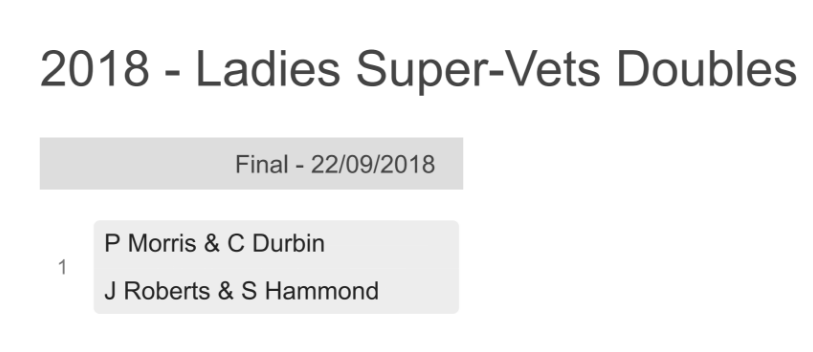 2018 - Ladies Super-Vets Doubles
Final - 22/09/2018
P Morris & C Durbin
1
J Roberts & S Hammond